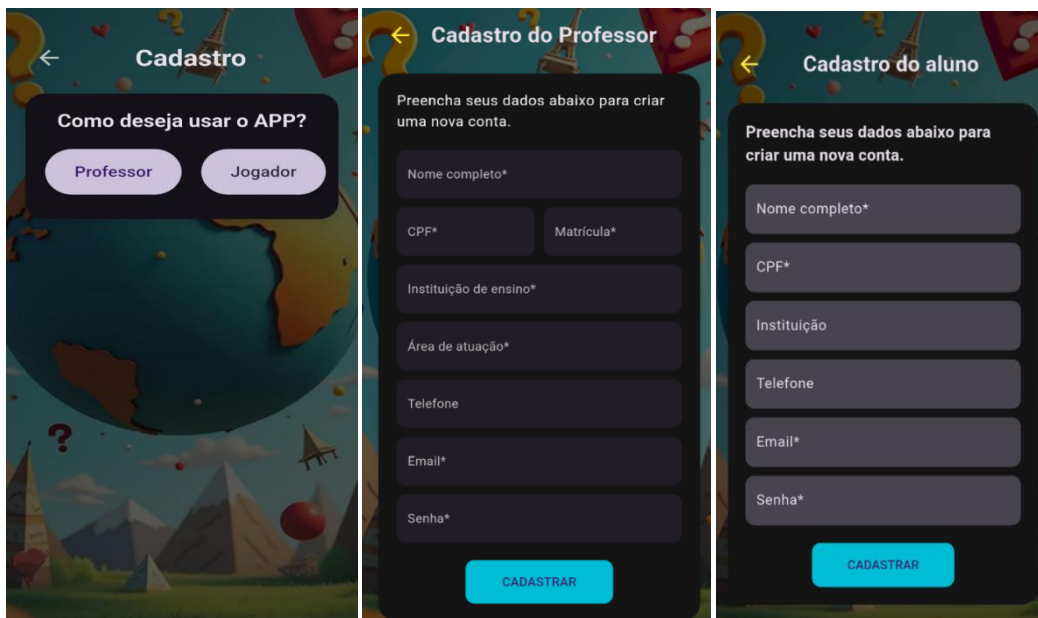 Cadastro
Como deseja usar o APP?
Professor
Jogador
?
Cadastro do Professor
Preencha seus dados abaixo para criar
uma nova conta.
Nome completo*
CPF*
Matrícula*
Instituição de ensino*
Área de atuação*
Telefone
Email*
Senha*
CADASTRAR
Cadastro do aluno
Preencha seus dados abaixo para
criar uma nova conta.
Nome completo*
CPF*
Instituição
Telefone
Email*
Senha*
CADASTRAR